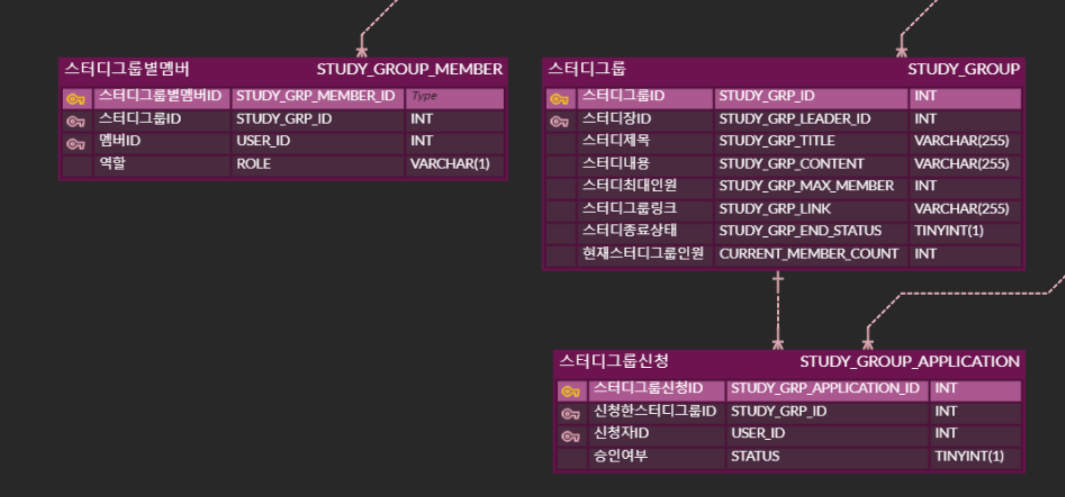 스터디그룹별멤버 STUDY_GROUP_MEMBER
스터디그룹별멤버ID STUDY_GRP_MEMBER_ID Type
스터디그룹ID STUDY_GRP_ID INT
멤버ID USER_ID INT
역할 ROLE VARCHAR(1)
스터디그룹 STUDY_GROUP
스터디그룹ID STUDY_GRP_ID INT
스터디장ID STUDY_GRP_LEADER_ID INT
스터디제목 STUDY_GRP_TITLE VARCHAR(255)
스터디내용 STUDY_GRP_CONTENT VARCHAR(255)
스터디최대인원 STUDY_GRP_MAX_MEMBER INT
스터디그룹링크 STUDY_GRP_LINK VARCHAR(255)
스터디종료상태 STUDY_GRP_END_STATUS TINYINT(1)
현재스터디그룹인원 CURRENT_MEMBER_COUNT INT
스터디그룹신청 STUDY_GROUP_APPLICATION
스터디그룹신청ID STUDY_GRP_APPLICATION_ID INT
신청한스터디그룹ID STUDY_GRP_ID INT
신청자ID USER_ID INT
승인여부 STATUS TINYINT(1)